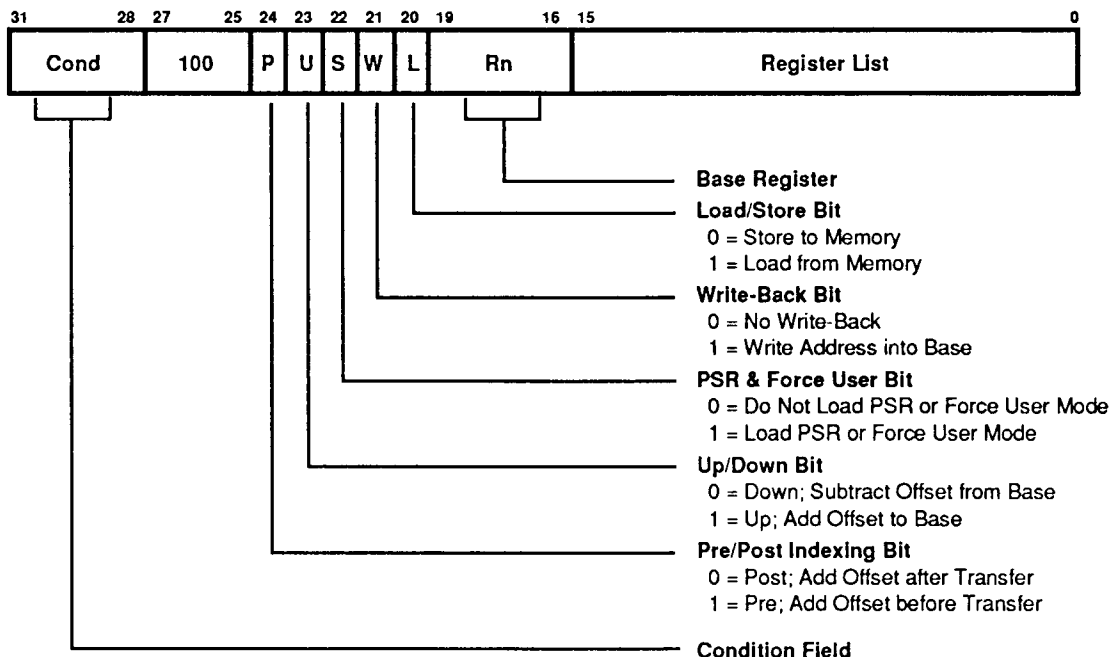 31 28 27 25 24 23 22 21 20 19 16 15 0
Cond 100 P U S W L Rn Register List
Base Register
Load/Store Bit
0 = Store to Memory
1 = Load from Memory
Write-Back Bit
0 = No Write-Back
1 = Write Address into Base
PSR & Force User Bit
0 = Do Not Load PSR or Force User Mode
1 = Load PSR or Force User Mode
Up/Down Bit
0 = Down; Subtract Offset from Base
1 = Up; Add Offset to Base
Pre/Post Indexing Bit
0 = Post; Add Offset after Transfer
1 = Pre; Add Offset before Transfer
Condition Field